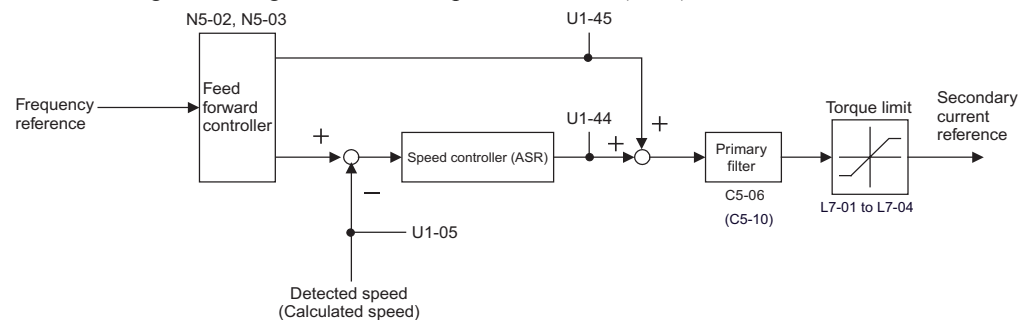 N5-02, N5-03
U1-45
Feed
forward
controller
Frequency
reference
+
+
U1-44
+
Speed controller (ASR)
Primary
filter
Torque limit
Secondary
current
reference
C5-06
(C5-10)
L7-01 to L7-04
−
U1-05
Detected speed
(Calculated speed)